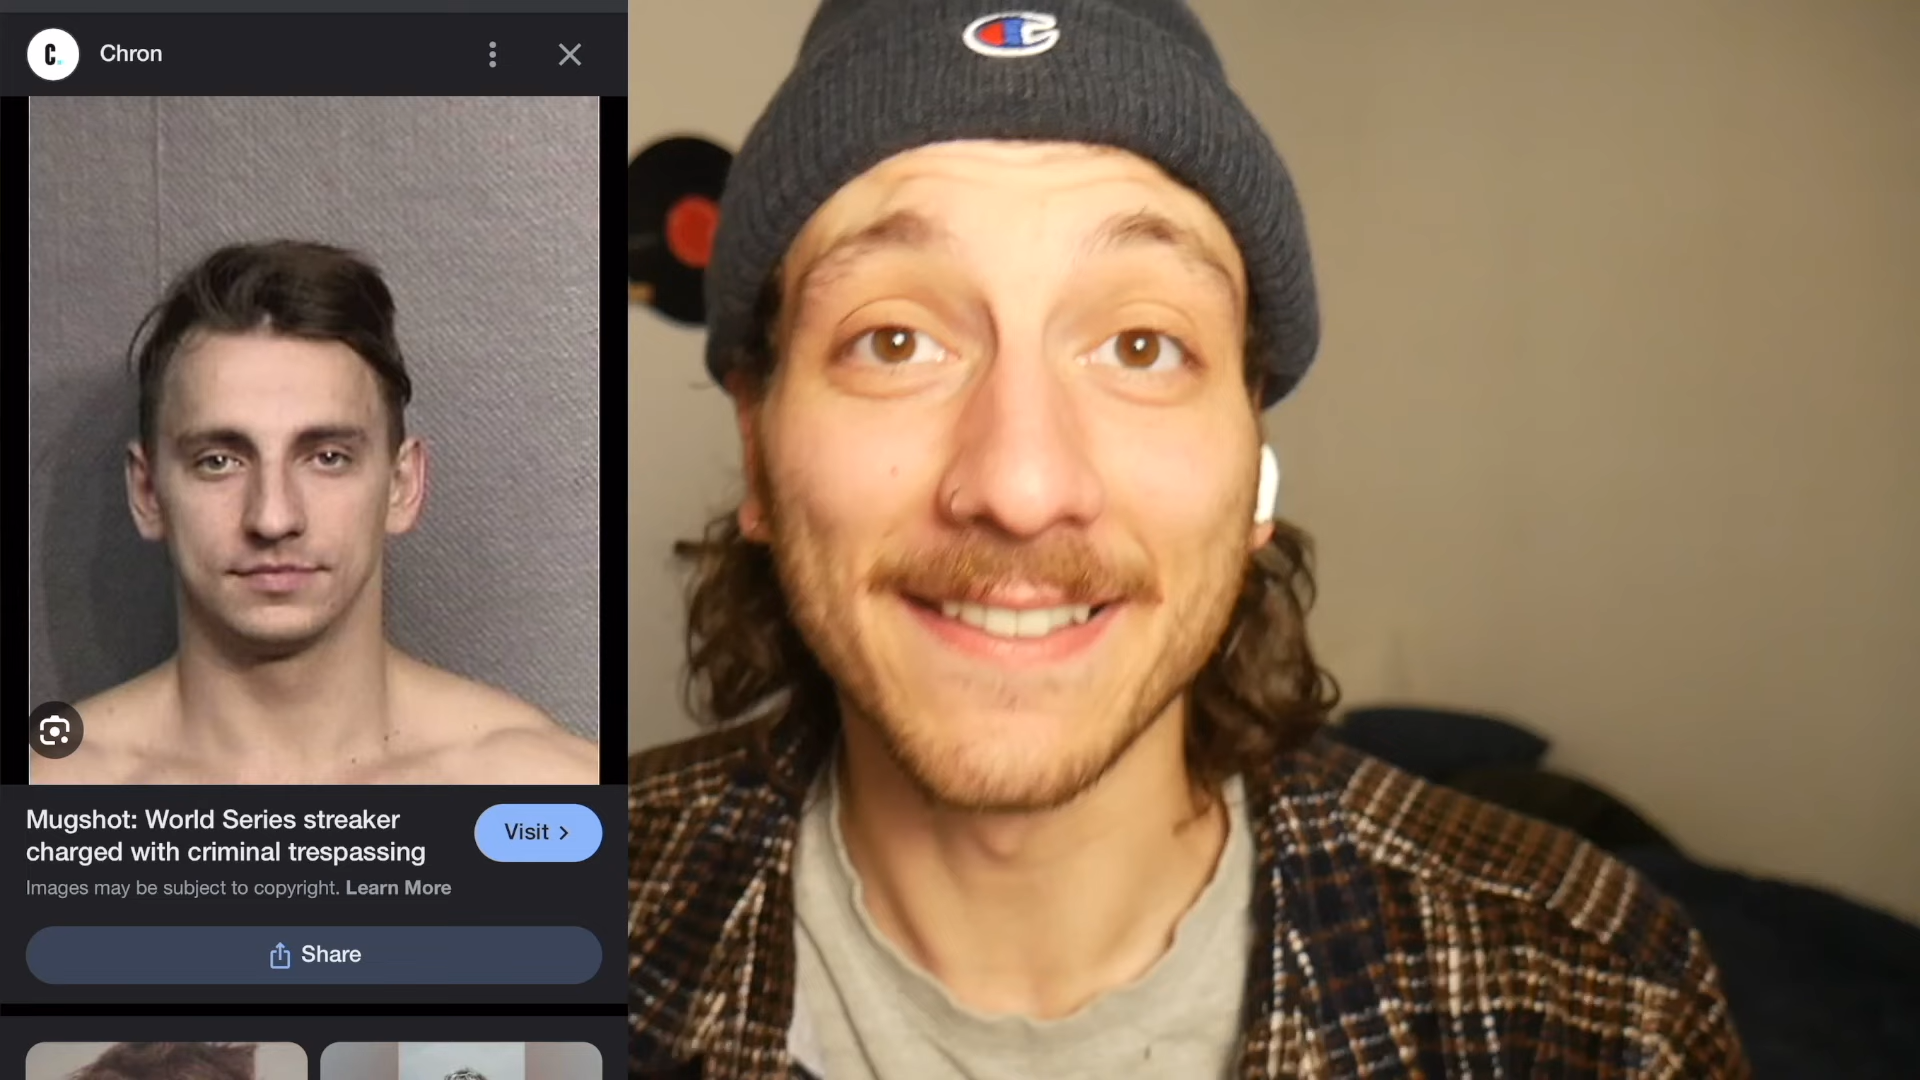 C.
Chron
Mugshot: World Series streaker
charged with criminal trespassing
Visit
Images may be subject to copyright. Learn More
Share